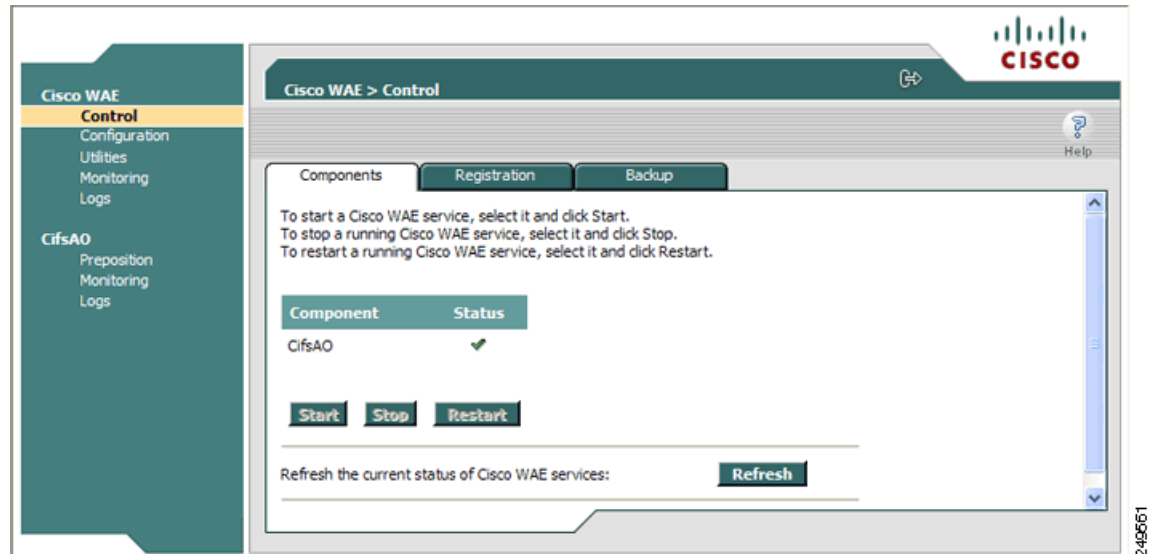 CISCO
Cisco WAE
Control
Configuration
Utilities
Monitoring
Logs
CifsAO
Preposition
Monitoring
Logs
Cisco WAE > Control
Help
Components Registration Backup
To start a Cisco WAE service, select it and click Start.
To stop a running Cisco WAE service, select it and click Stop.
To restart a running Cisco WAE service, select it and click Restart.
Component Status
CifsAO
Start Stop Restart
Refresh the current status of Cisco WAE services: Refresh
249561